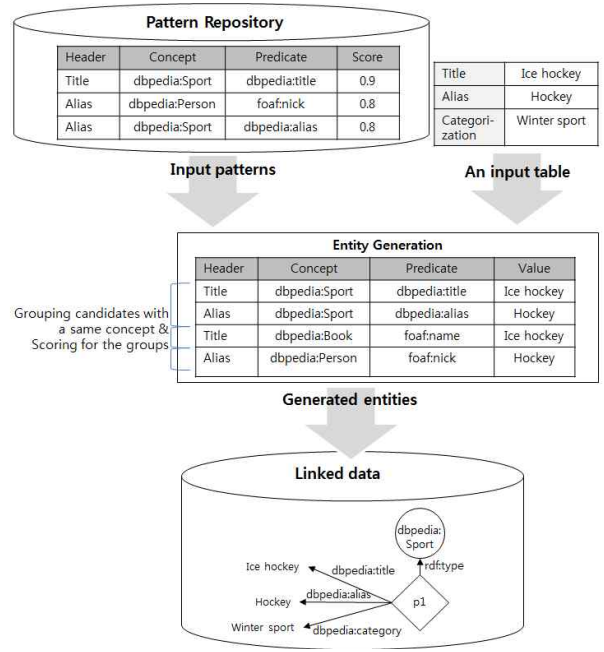 Pattern Repository
Header Concept Predicate Score
Title dbpedia:Sport dbpedia:title 0.9
Alias dbpedia:Person foaf:nick 0.8
Alias dbpedia:Sport dbpedia:alias 0.8
Title Ice hockey
Alias Hockey
Categori- Winter sport
zation
Input patterns
An input table
Entity Generation
Header Concept Predicate Value
Title dbpedia:Sport dbpedia:title Ice hockey
Alias dbpedia:Sport dbpedia:alias Hockey
Title dbpedia:Book foaf:name Ice hockey
Alias dbpedia:Person foaf:nick Hockey
Grouping candidates with
a same concept &
Scoring for the groups
Generated entities
Linked data
dbpedia:
Sport
rdf:type
Ice hockey
dbpedia:title
dbpedia:alias
Hockey
p1
Winter sport
dbpedia:category